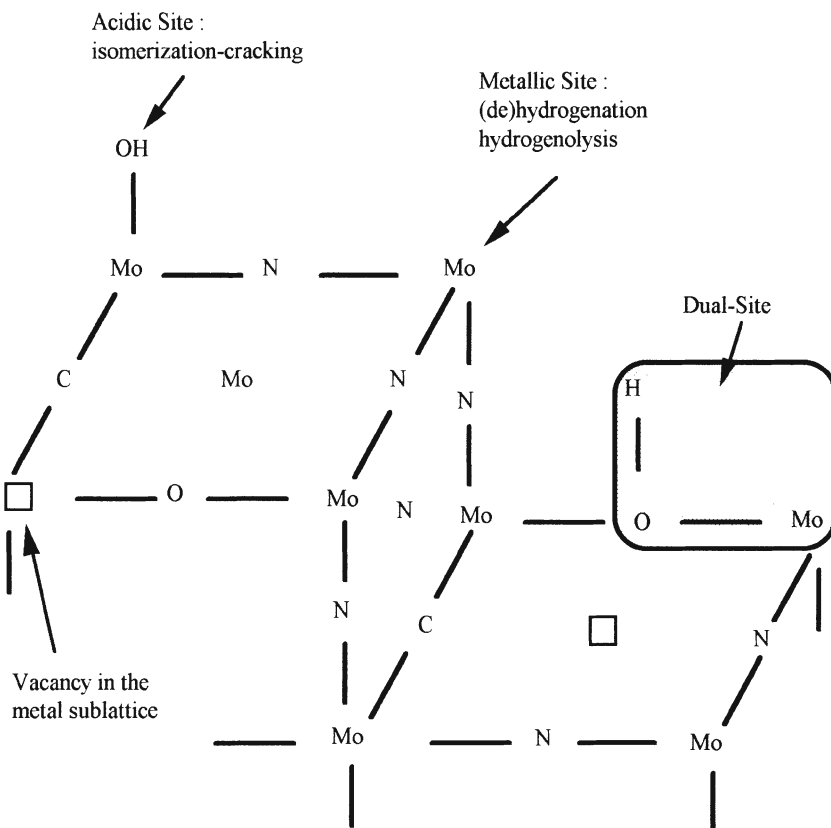 Acidic Site :
isomerization-cracking
Metallic Site :
(de)hydrogenation
hydrogenolysis
OH
Mo N Mo
Dual-Site
C Mo N N H
O Mo N Mo O Mo
N C N
Vacancy in the
metal sublattice
Mo N Mo